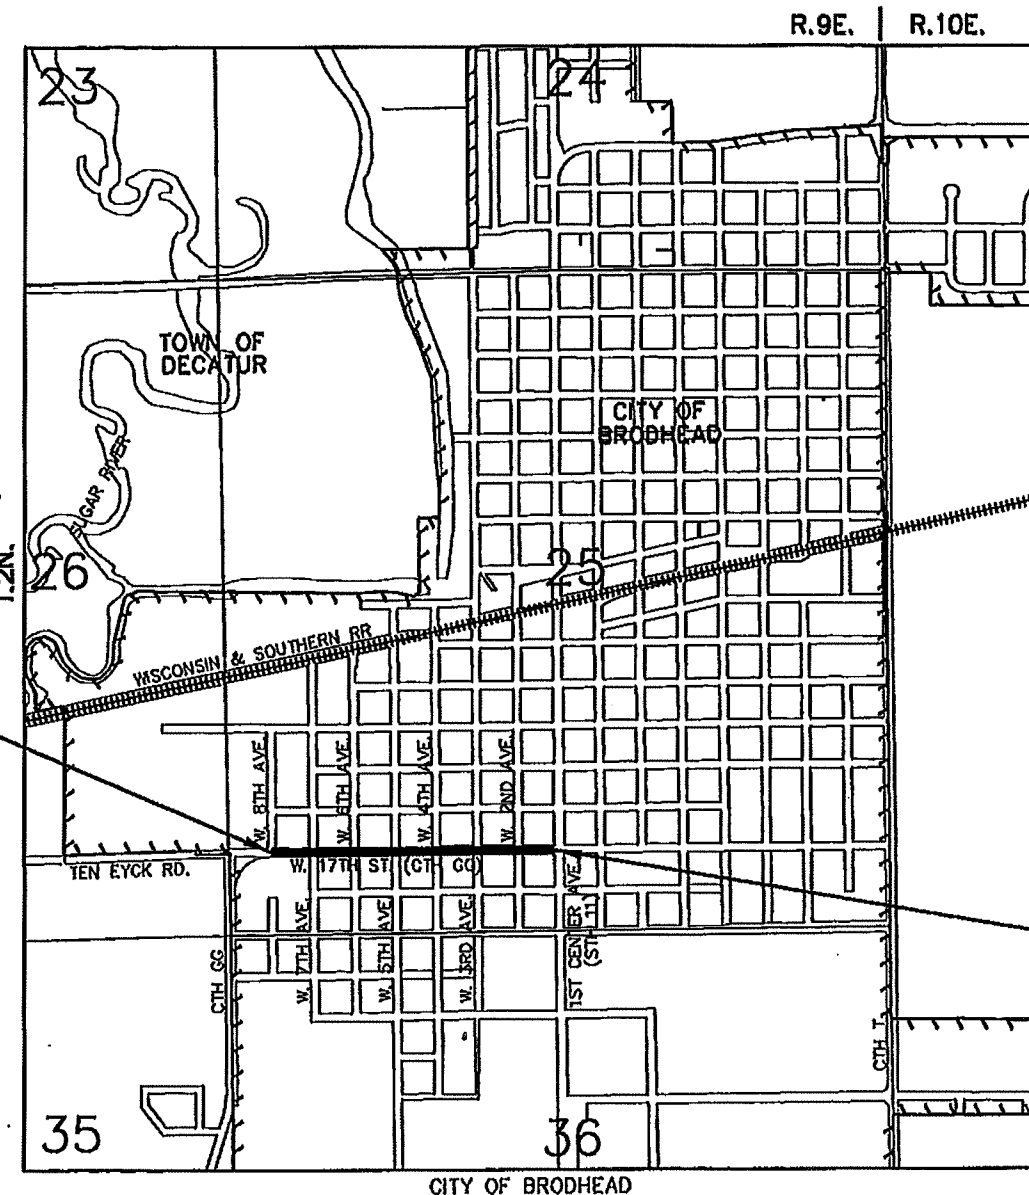 R.9E.
R.10E.
23
24
TOWN OF
DECATUR
CITY OF
BRODHEAD
SUGAR RIVER
T.2N.
26
25
WISCONSIN & SOUTHERN RR
W. 8TH AVE.
W. 6TH AVE.
W. 4TH AVE.
W. 2ND AVE.
TEN EYCK RD.
W. 17TH ST. (CTH GG)
CTH GG
W. 7TH AVE.
W. 5TH AVE.
W. 3RD AVE.
1ST CENTER AVE.
(STH 11)
CTH T
35
36
CITY OF BRODHEAD